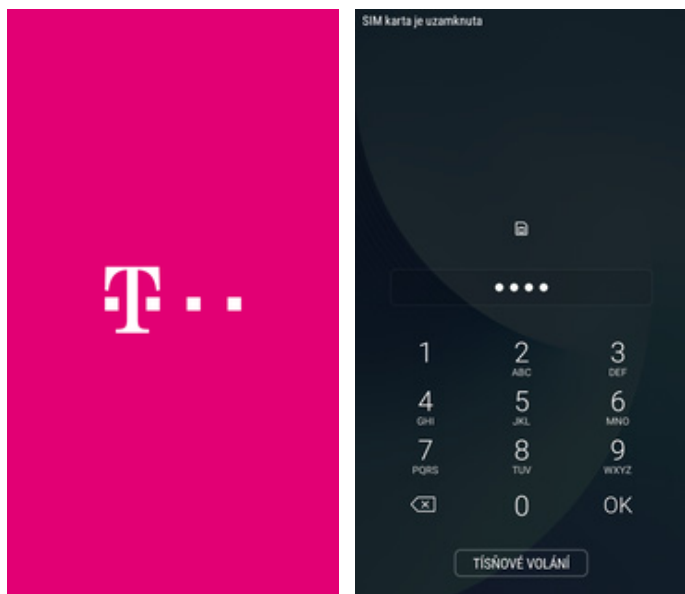 T
SIM karta je uzamknuta
1 2 3
ABC DEF
4 5 6
GHI JKL MNO
7 8 9
PQRS TUV WXYZ
0 OK
TÍSŇOVÉ VOLÁNÍ